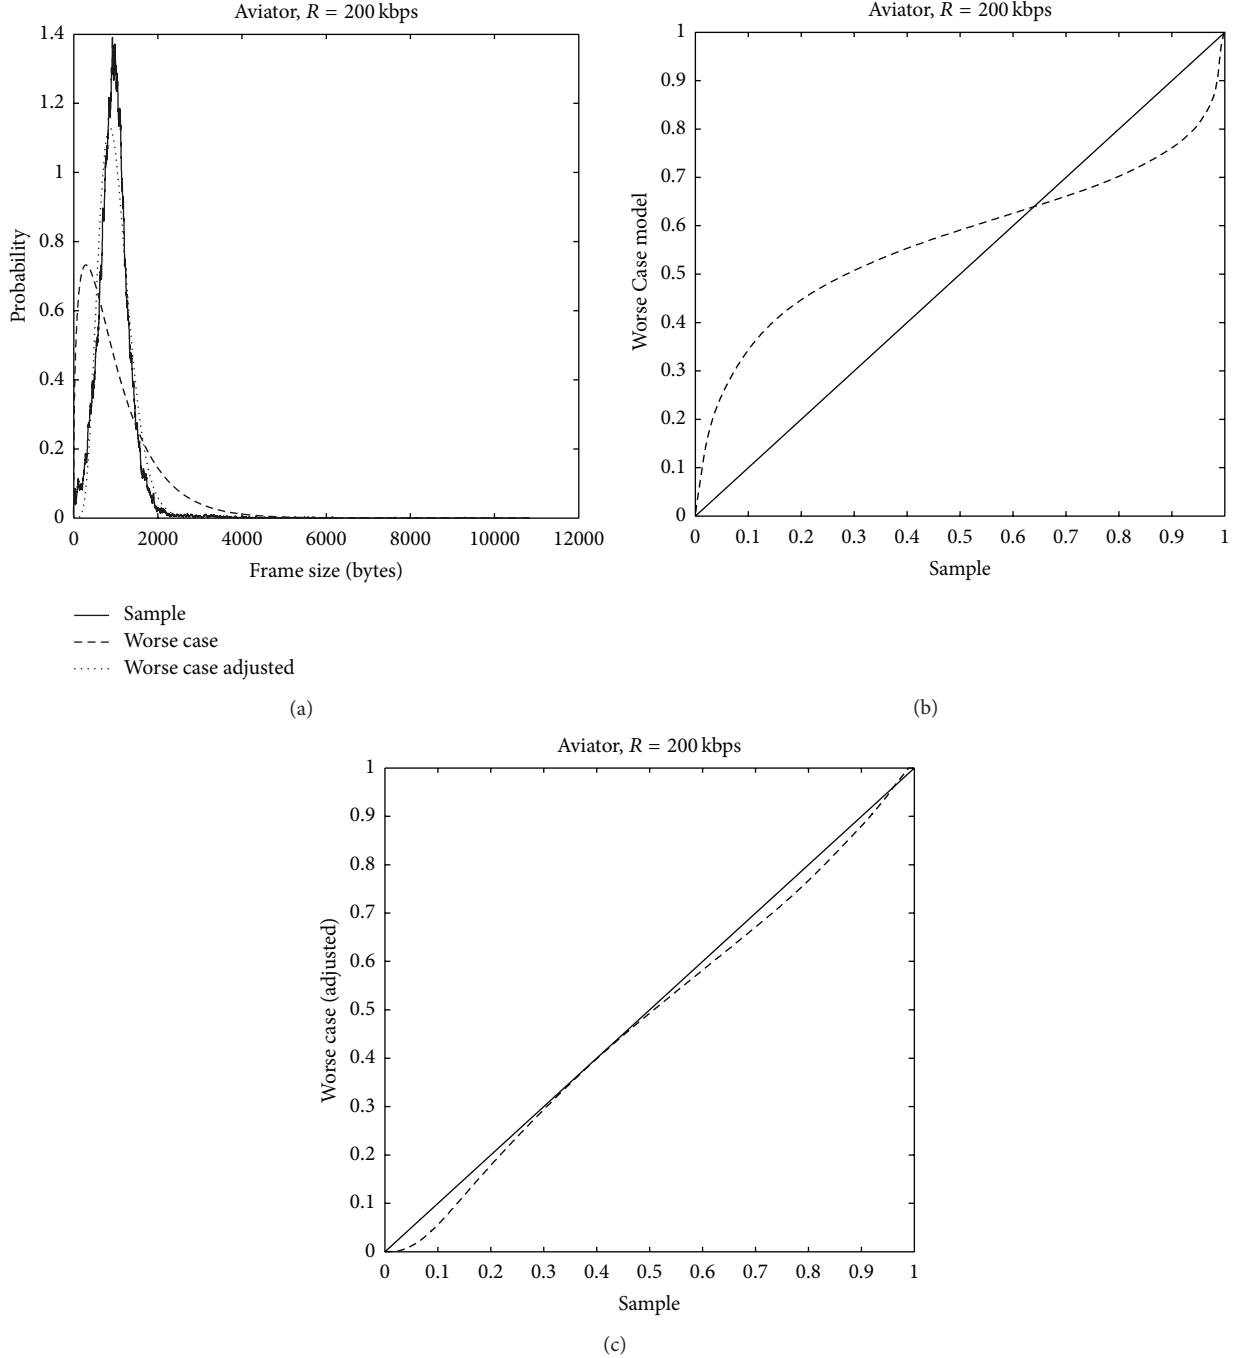 Aviator, R = 200 kbps
1.4
1.2
1
0.8
0.6
0.4
0.2
0
Probability
0 2000 4000 6000 8000 10000 12000
Frame size (bytes)
Sample
Worse case
Worse case adjusted
(a)
Aviator, R = 200 kbps
1
0.9
0.8
0.7
0.6
0.5
0.4
0.3
0.2
0.1
0
Worse Case model
0 0.1 0.2 0.3 0.4 0.5 0.6 0.7 0.8 0.9 1
Sample
(b)
Aviator, R = 200 kbps
1
0.9
0.8
0.7
0.6
0.5
0.4
0.3
0.2
0.1
0
Worse case (adjusted)
0 0.1 0.2 0.3 0.4 0.5 0.6 0.7 0.8 0.9 1
Sample
(c)